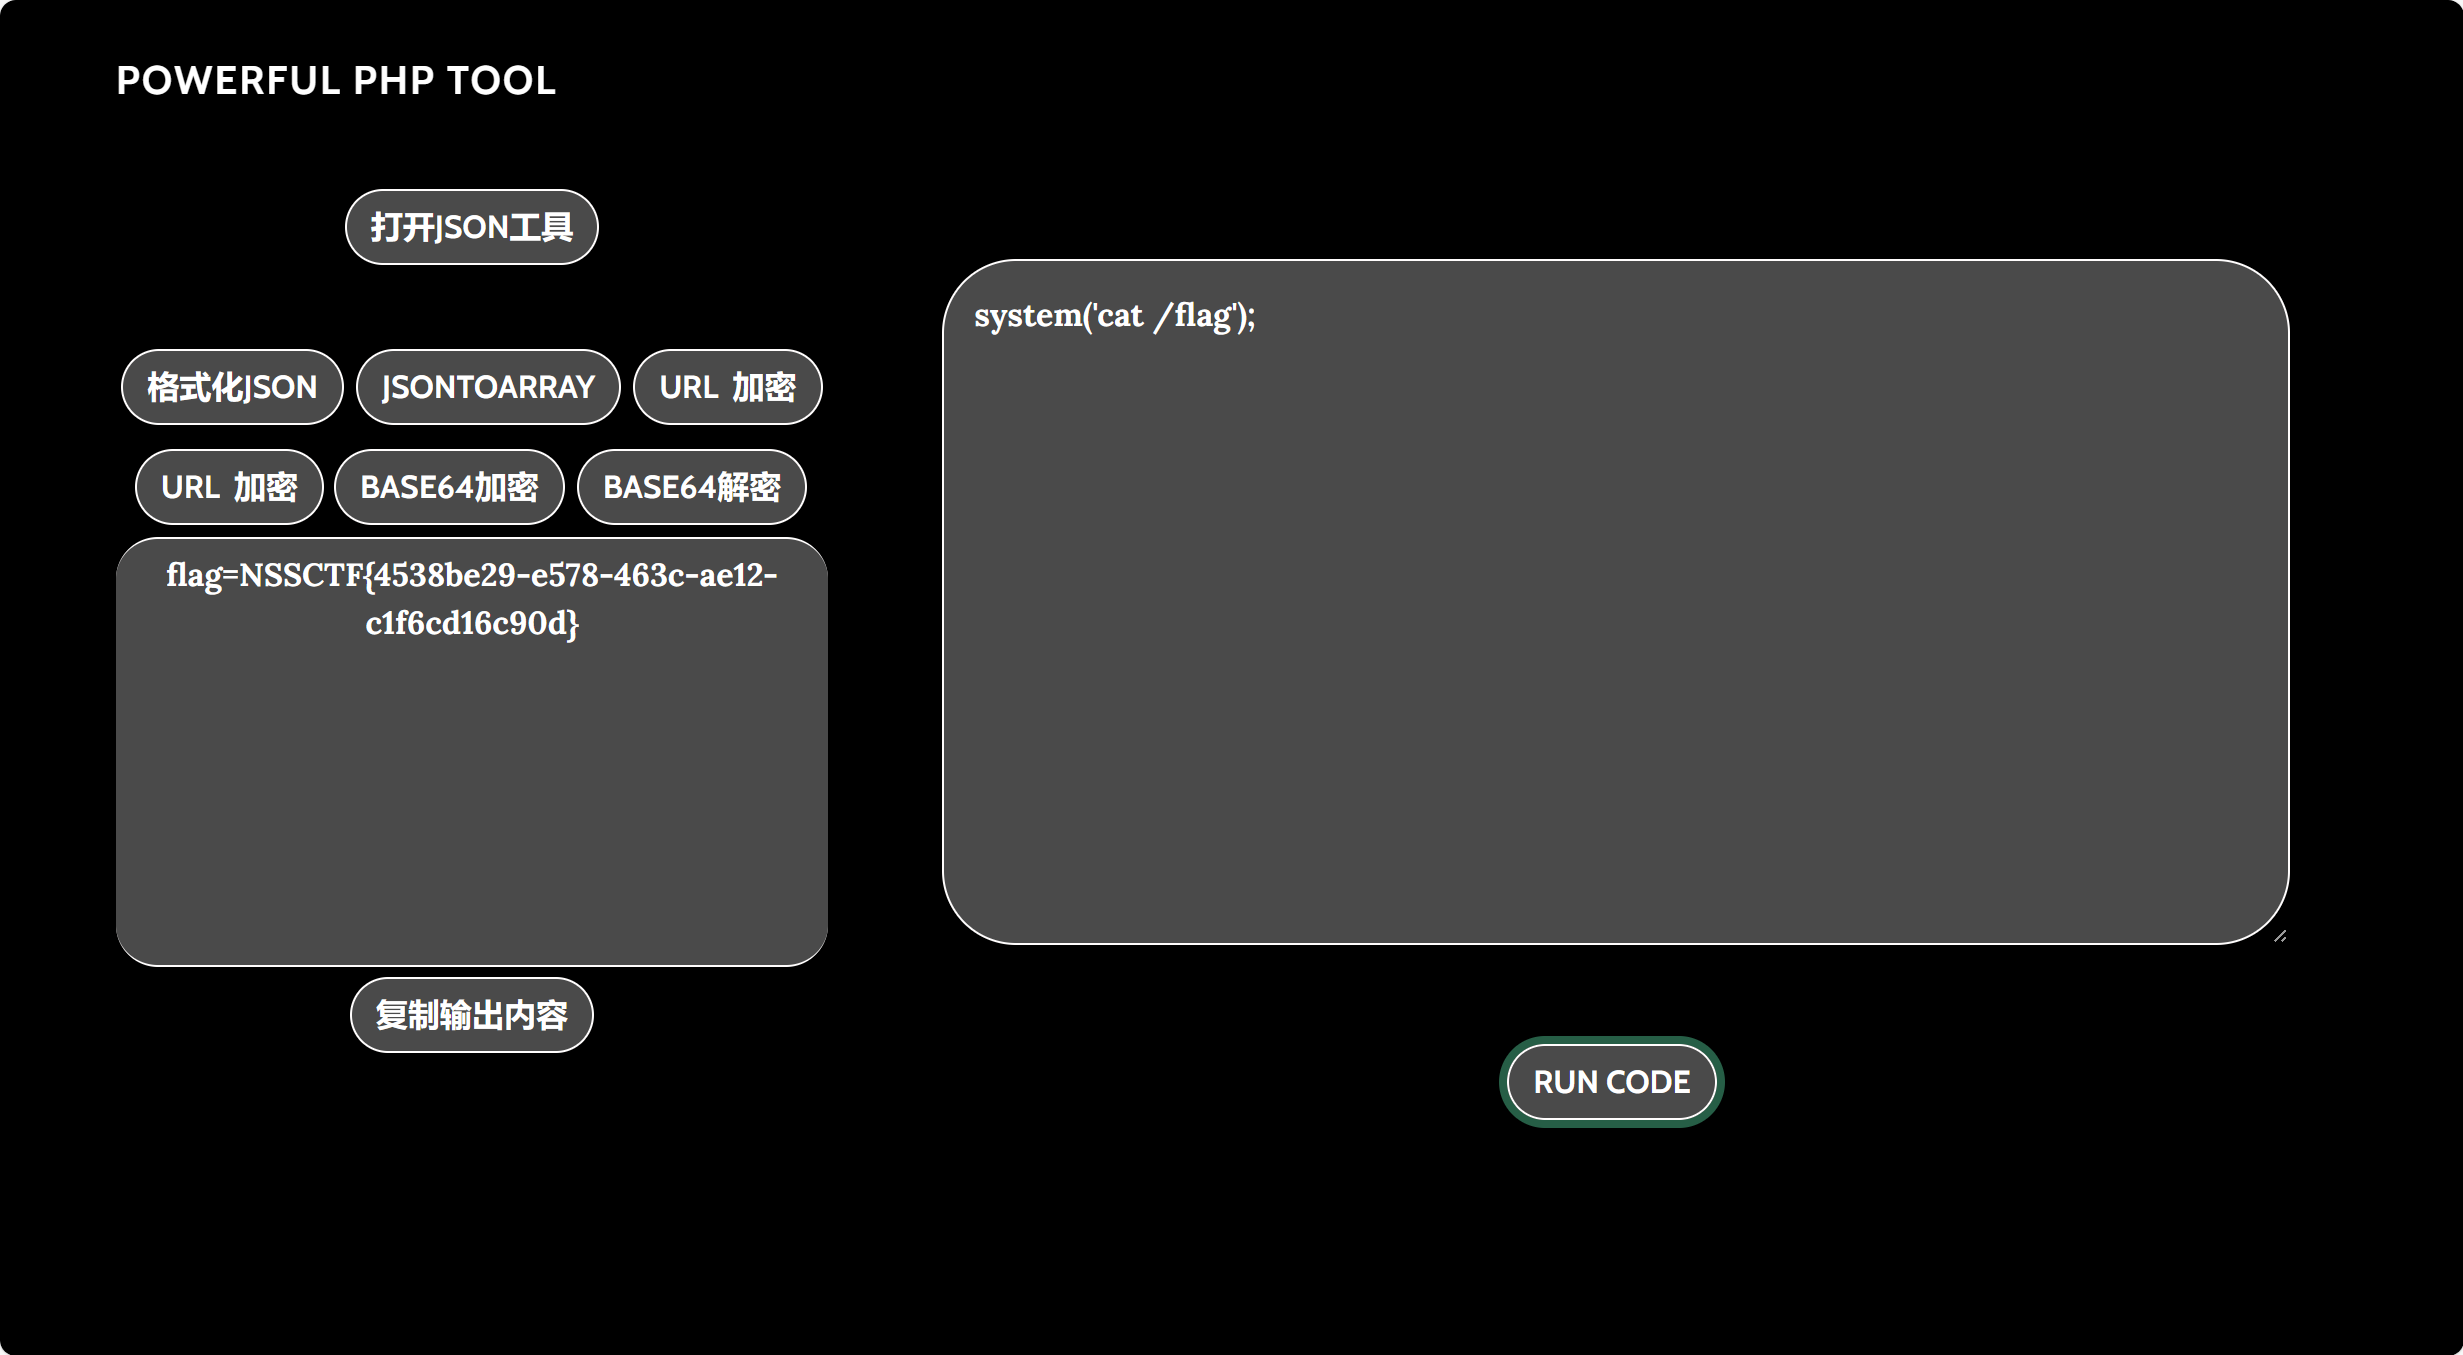 POWERFUL PHP TOOL
打开JSON工具
格式化JSON
JSONTOARRAY
URL 加密
URL 加密
BASE64加密
BASE64解密
flag=NSSCTF{4538be29-e578-463c-ae12-
c1f6cd16c90d}
复制输出内容
system('cat /flag');
RUN CODE